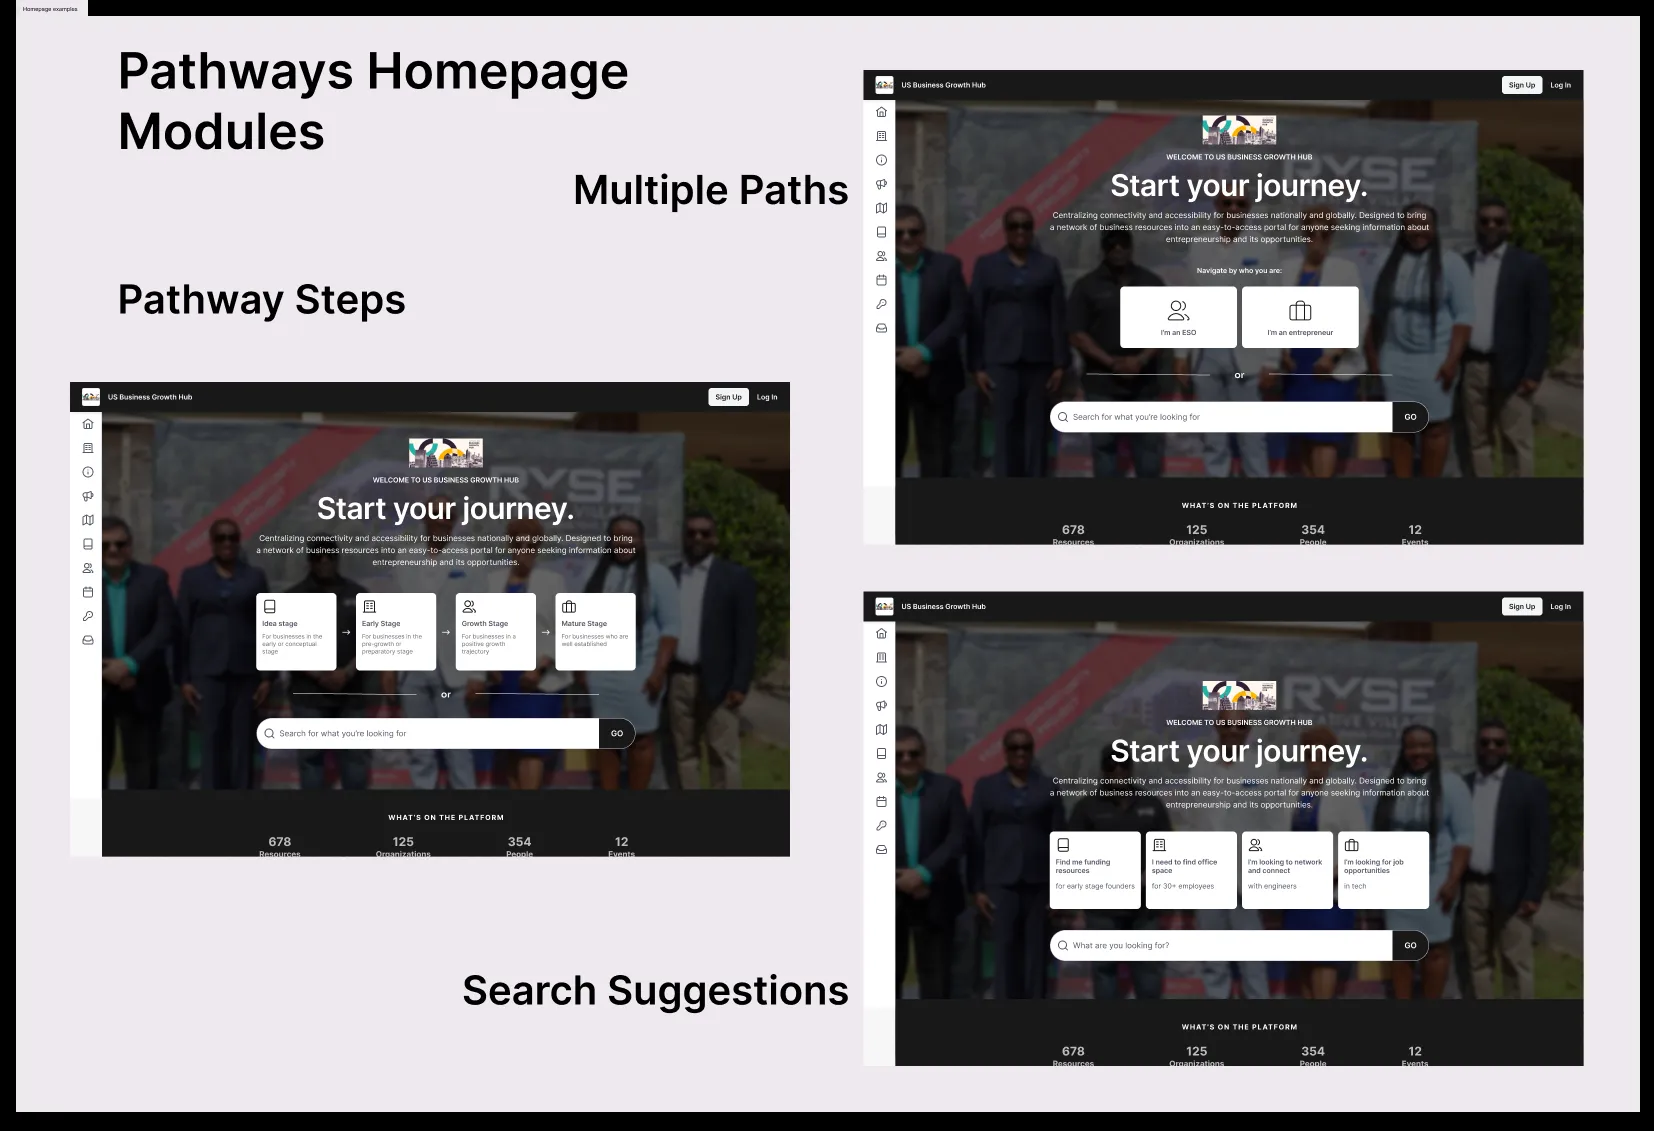 Homepage examples
Pathways Homepage
Modules
Multiple Paths
Pathway Steps
US Business Growth Hub
Sign Up
Log In
WELCOME TO US BUSINESS GROWTH HUB
Start your journey.
Centralizing connectivity and accessibility for businesses nationally and globally. Designed to bring
a network of business resources into an easy-to-access portal for anyone seeking information about
entrepreneurship and its opportunities.
Idea stage
For businesses in the
early or conceptual
stage
Early Stage
For businesses in the
pre-growth or
preparatory stage
Growth Stage
For businesses in a
positive growth
trajectory
Mature Stage
For businesses who are
well established
or
Search for what you're looking for
GO
WHAT'S ON THE PLATFORM
678
Resources
125
Organizations
354
People
12
Events
US Business Growth Hub
Sign Up
Log In
RYSE
WELCOME TO US BUSINESS GROWTH HUB
Start your journey.
Centralizing connectivity and accessibility for businesses nationally and globally. Designed to bring
a network of business resources into an easy-to-access portal for anyone seeking information about
entrepreneurship and its opportunities.
Navigate by who you are:
I'm an ESO
I'm an entrepreneur
or
Search for what you're looking for
GO
WHAT'S ON THE PLATFORM
678
Resources
125
Organizations
354
People
12
Events
Search Suggestions
US Business Growth Hub
Sign Up
Log In
RYSE
WELCOME TO US BUSINESS GROWTH HUB
Start your journey.
Centralizing connectivity and accessibility for businesses nationally and globally. Designed to bring
a network of business resources into an easy-to-access portal for anyone seeking information about
entrepreneurship and its opportunities.
Find me funding
resources
for early stage founders
I need to find office
space
for 30+ employees
I'm looking to network
and connect
with engineers
I'm looking for job
opportunities
in tech
What are you looking for?
GO
WHAT'S ON THE PLATFORM
678
Resources
125
Organizations
354
People
12
Events